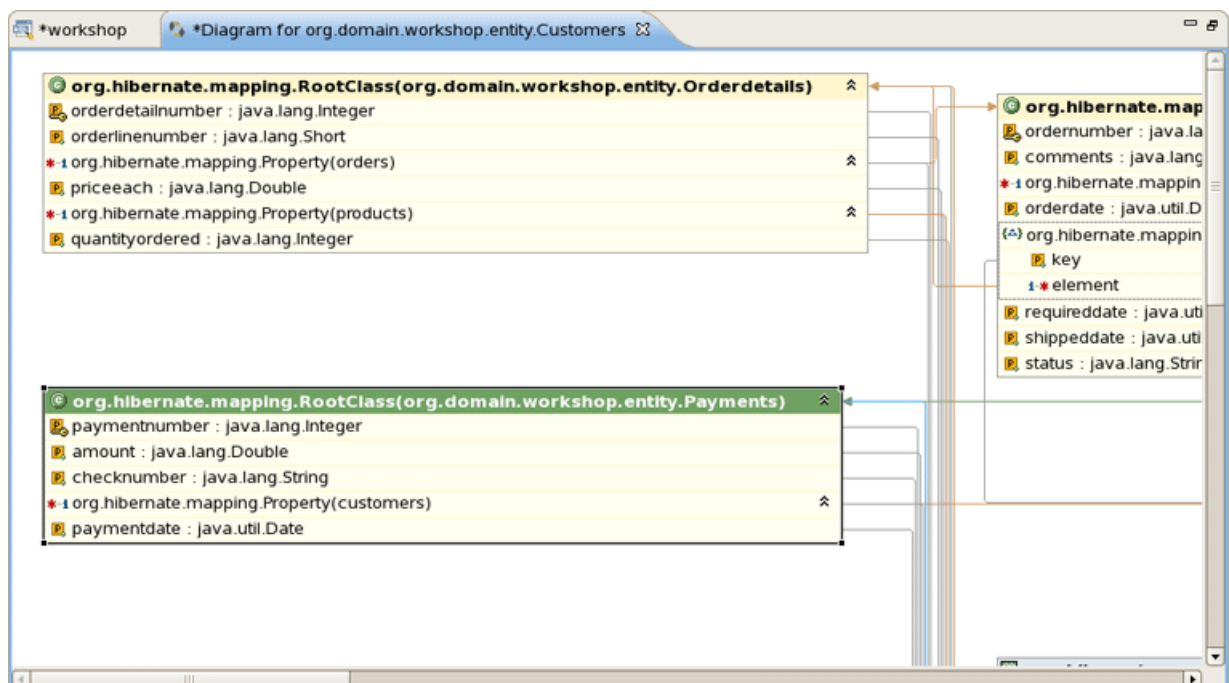 *workshop
*Diagram for org.domain.workshop.entity.Customers
org.hibernate.mapping.RootClass(org.domain.workshop.entity.Orderdetails)
orderdetailnumber : java.lang.Integer
orderlinenumber : java.lang.Short
org.hibernate.mapping.Property(orders)
priceeach : java.lang.Double
org.hibernate.mapping.Property(products)
quantityordered : java.lang.Integer
org.hibernate.map
ordernumber : java.la
comments : java.lang
org.hibernate.mappin
orderdate : java.util.D
org.hibernate.mappin
key
element
requireddate : java.uti
shippeddate : java.uti
status : java.lang.Strin
org.hibernate.mapping.RootClass(org.domain.workshop.entity.Payments)
paymentnumber : java.lang.Integer
amount : java.lang.Double
checknumber : java.lang.String
org.hibernate.mapping.Property(customers)
paymentdate : java.util.Date